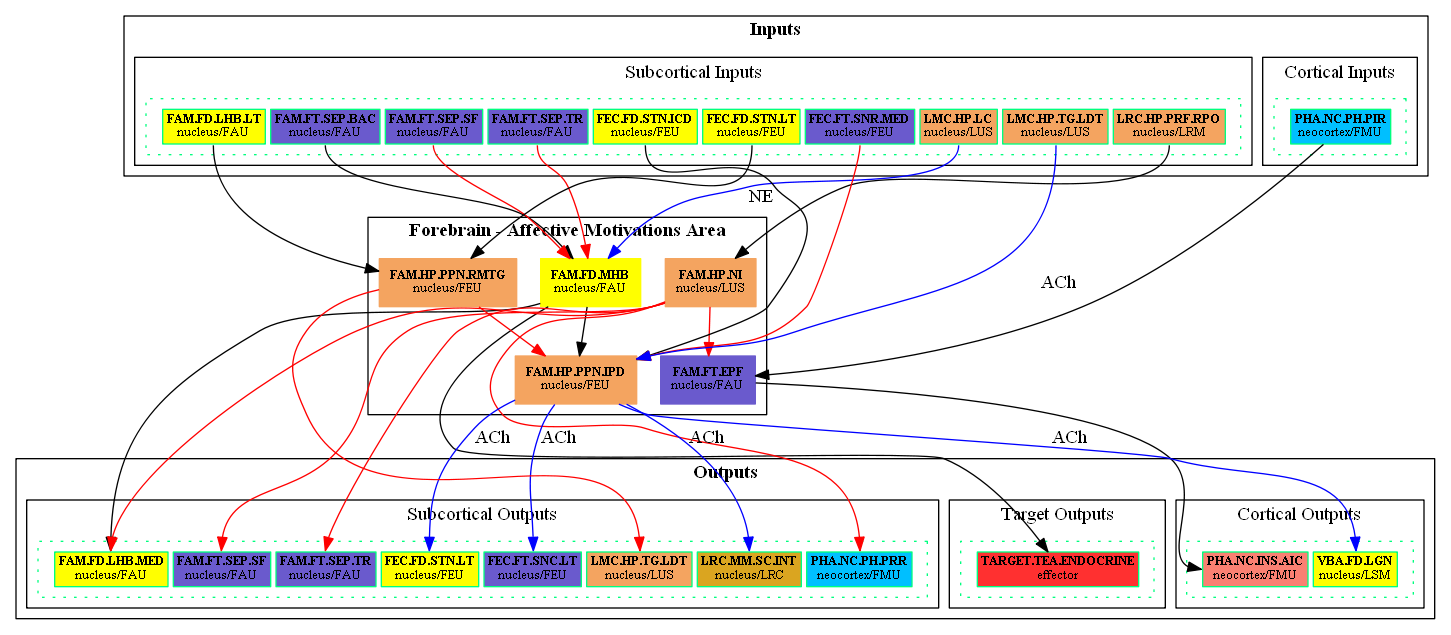 Inputs
Subcortical Inputs
Cortical Inputs
FAM.FD.LHB.LT
nucleus/FAU
FAM.FT.SEP.BAC
nucleus/FAU
FAM.FT.SEP.SF
nucleus/FAU
FAM.FT.SEP.TR
nucleus/FAU
FEC.FD.STN.ICD
nucleus/FEU
FEC.FD.STN.LT
nucleus/FEU
FEC.FT.SNR.MED
nucleus/FEU
LMC.HP.LC
nucleus/LUS
LMC.HP.TG.LDT
nucleus/LUS
LRC.HP.PRF.RPO
nucleus/LRM
PHA.NC.PH.PIR
neocortex/FMU
NE
Forebrain - Affective Motivations Area
FAM.HP.PPN.RMTG
nucleus/FEU
FAM.FD.MHB
nucleus/FAU
FAM.HP.NI
nucleus/LUS
ACh
FAM.HP.PPN.IPD
nucleus/FEU
FAM.FT.EPF
nucleus/FAU
ACh
ACh
ACh
ACh
Outputs
Subcortical Outputs
Target Outputs
Cortical Outputs
FAM.FD.LHB.MED
nucleus/FAU
FAM.FT.SEP.SF
nucleus/FAU
FAM.FT.SEP.TR
nucleus/FAU
FEC.FD.STN.LT
nucleus/FEU
FEC.FT.SNC.LT
nucleus/FEU
LMC.HP.TG.LDT
nucleus/LUS
LRC.MM.SC.INT
nucleus/LRC
PHA.NC.PH.PRR
neocortex/FMU
TARGET.TEA.ENDOCRINE
effector
PHA.NC.INS.AIC
neocortex/FMU
VBA.FD.LGN
nucleus/LSM